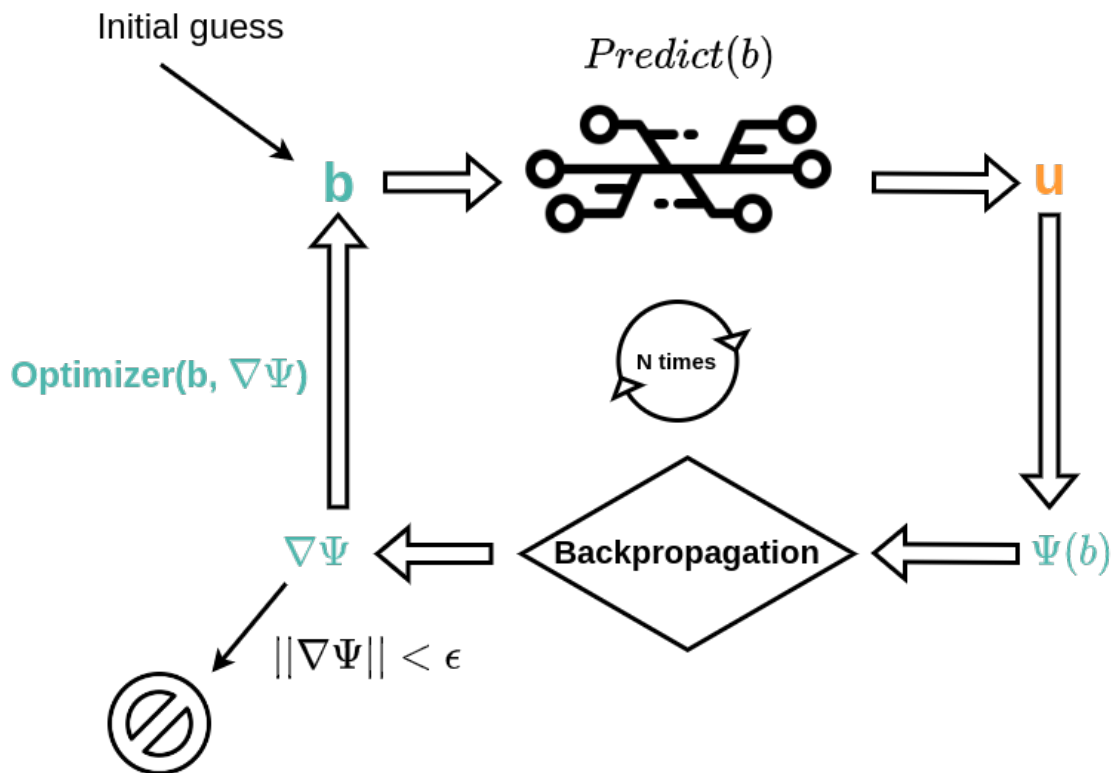 Initial guess
Predict(b)
b
u
N times
Optimizer(b, ∇Ψ)
∇Ψ
Backpropagation
Ψ(b)
||∇Ψ|| < ϵ